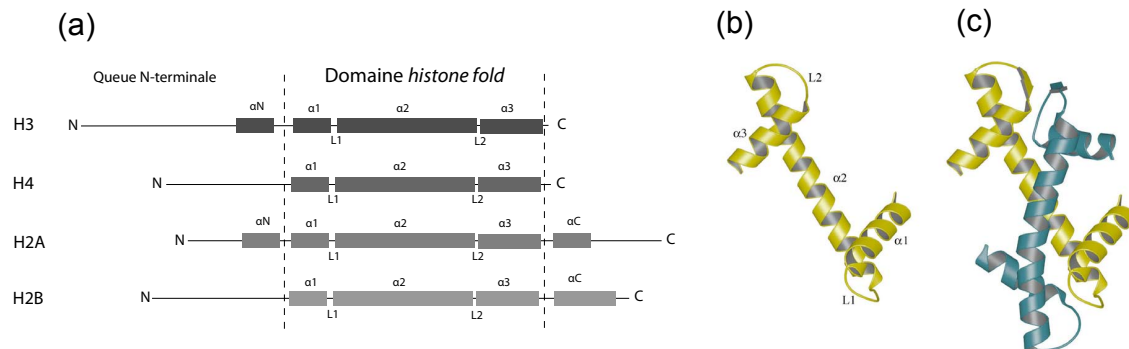 (a)
Queue N-terminale
Domaine histone fold
H3
N
αN
α1
α2
α3
L1
L2
C
H4
N
α1
α2
α3
L1
L2
C
H2A
N
αN
α1
α2
α3
αC
L1
L2
C
H2B
N
α1
α2
α3
αC
L1
L2
C
(b)
L2
α3
α2
α1
L1
(c)